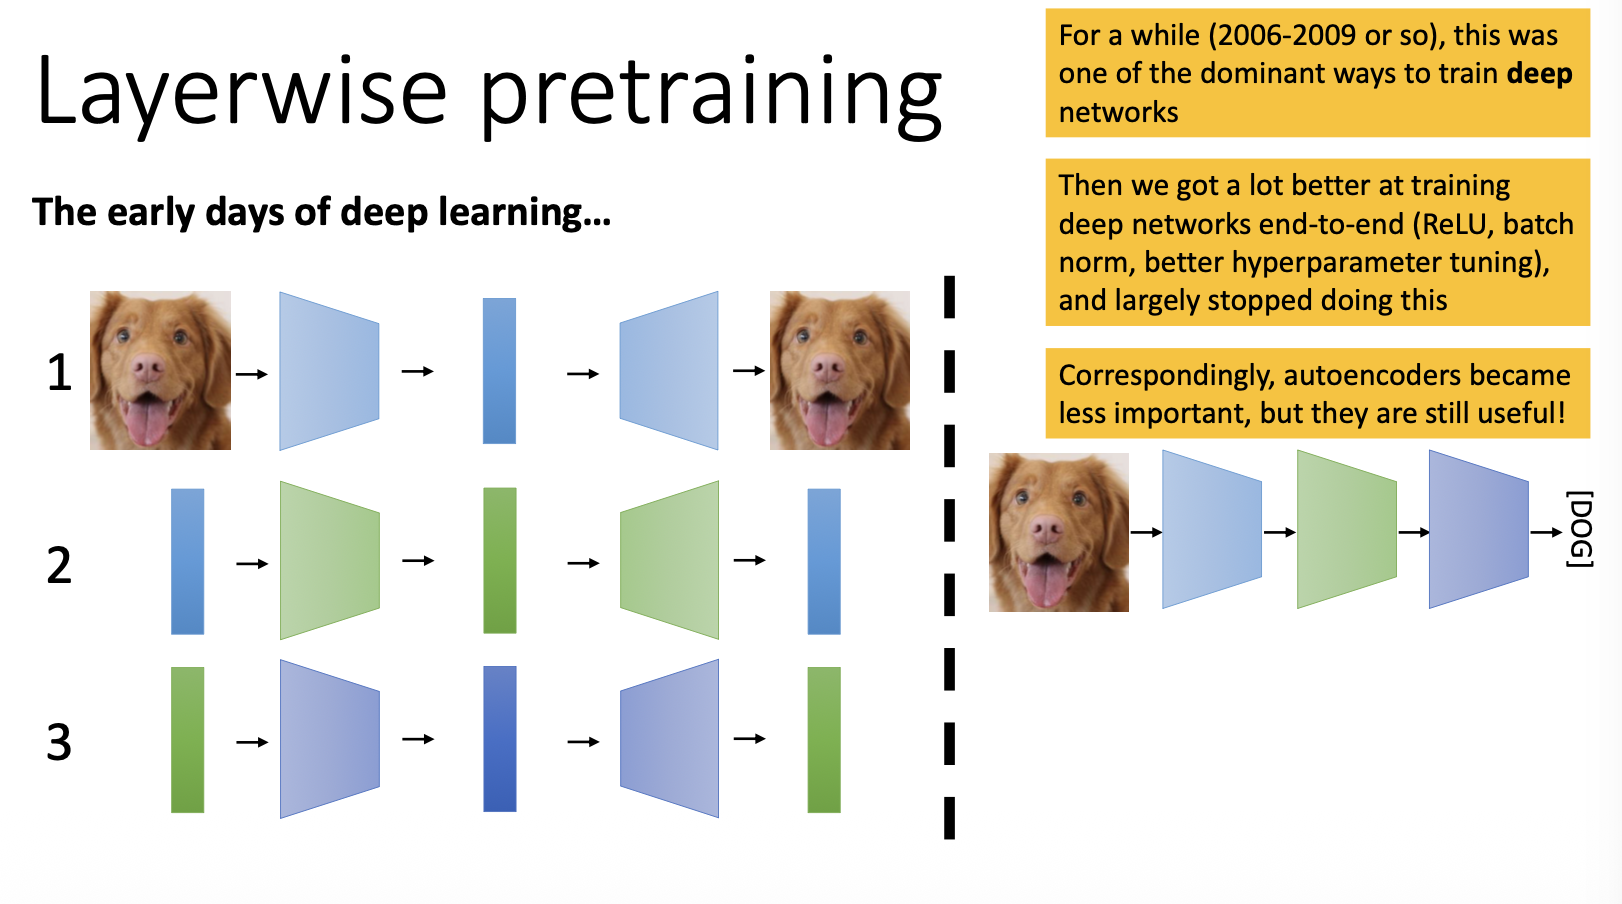 Layerwise pretraining
The early days of deep learning...
1
2
3
For a while (2006-2009 or so), this was
one of the dominant ways to train deep
networks
Then we got a lot better at training
deep networks end-to-end (ReLU, batch
norm, better hyperparameter tuning),
and largely stopped doing this
Correspondingly, autoencoders became
less important, but they are still useful!
[DOG]